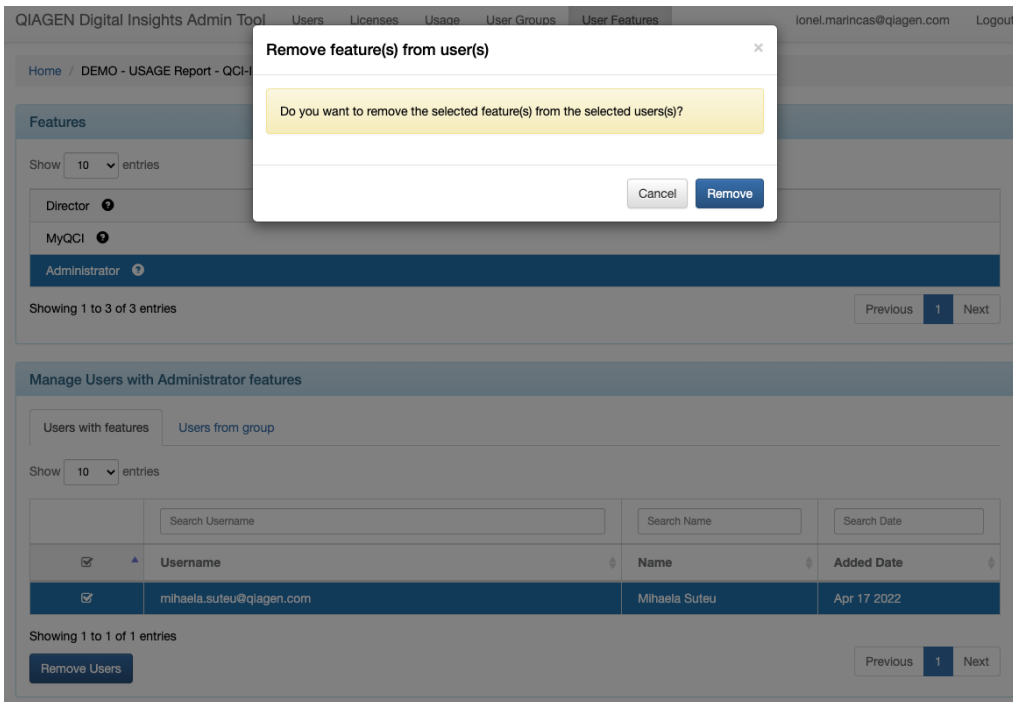 QIAGEN Digital Insights Admin Tool Users Licenses Usage User Groups User Features ionel.marincas@qiagen.com Logout
Remove feature(s) from user(s) ×
Home / DEMO - USAGE Report - QCI-I
Do you want to remove the selected feature(s) from the selected users(s)?
Features
Show 10 entries
Cancel Remove
Director
MyQCI
Administrator
Showing 1 to 3 of 3 entries
Previous 1 Next
Manage Users with Administrator features
Users with features Users from group
Show 10 entries
Search Username Search Name Search Date
Username Name Added Date
mihaela.suteu@qiagen.com Mihaela Suteu Apr 17 2022
Showing 1 to 1 of 1 entries
Remove Users
Previous 1 Next